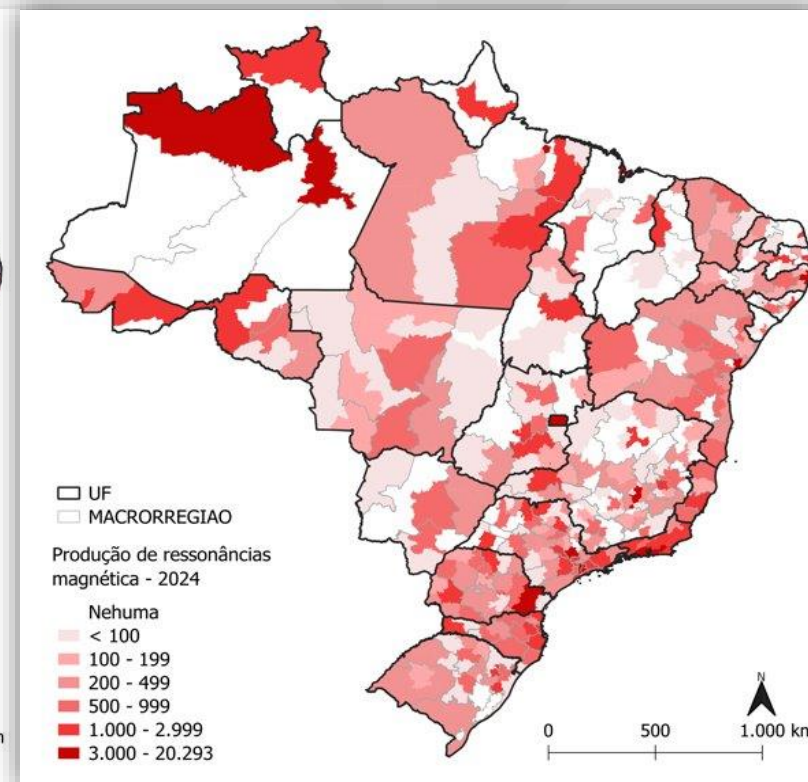 UF
MACRORREGIAO
Produção de ressonâncias
magnética - 2024
Nehuma
< 100
100 - 199
200 - 499
500 - 999
1.000 - 2.999
3.000 - 20.293
N
0 500 1.000 km